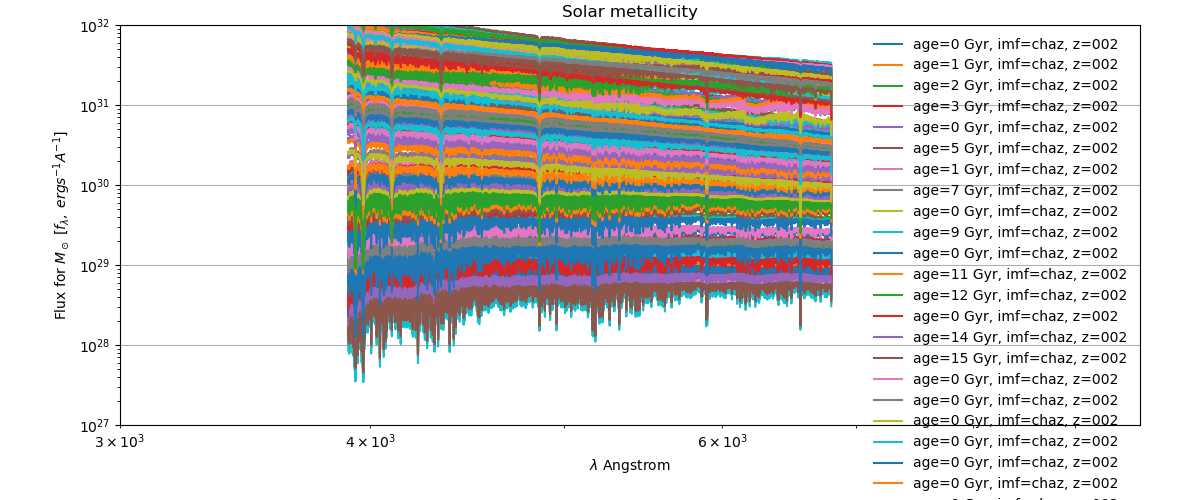 Solar metallicity
10^32
10^31
10^30
10^29
10^28
10^27
Flux for M_⊙ [f_λ, ergs^−1 A^−1]
3 × 10^3
4 × 10^3
6 × 10^3
λ Angstrom
age=0 Gyr, imf=chaz, z=002
age=1 Gyr, imf=chaz, z=002
age=2 Gyr, imf=chaz, z=002
age=3 Gyr, imf=chaz, z=002
age=0 Gyr, imf=chaz, z=002
age=5 Gyr, imf=chaz, z=002
age=1 Gyr, imf=chaz, z=002
age=7 Gyr, imf=chaz, z=002
age=0 Gyr, imf=chaz, z=002
age=9 Gyr, imf=chaz, z=002
age=0 Gyr, imf=chaz, z=002
age=11 Gyr, imf=chaz, z=002
age=12 Gyr, imf=chaz, z=002
age=0 Gyr, imf=chaz, z=002
age=14 Gyr, imf=chaz, z=002
age=15 Gyr, imf=chaz, z=002
age=0 Gyr, imf=chaz, z=002
age=0 Gyr, imf=chaz, z=002
age=0 Gyr, imf=chaz, z=002
age=0 Gyr, imf=chaz, z=002
age=0 Gyr, imf=chaz, z=002
age=0 Gyr, imf=chaz, z=002